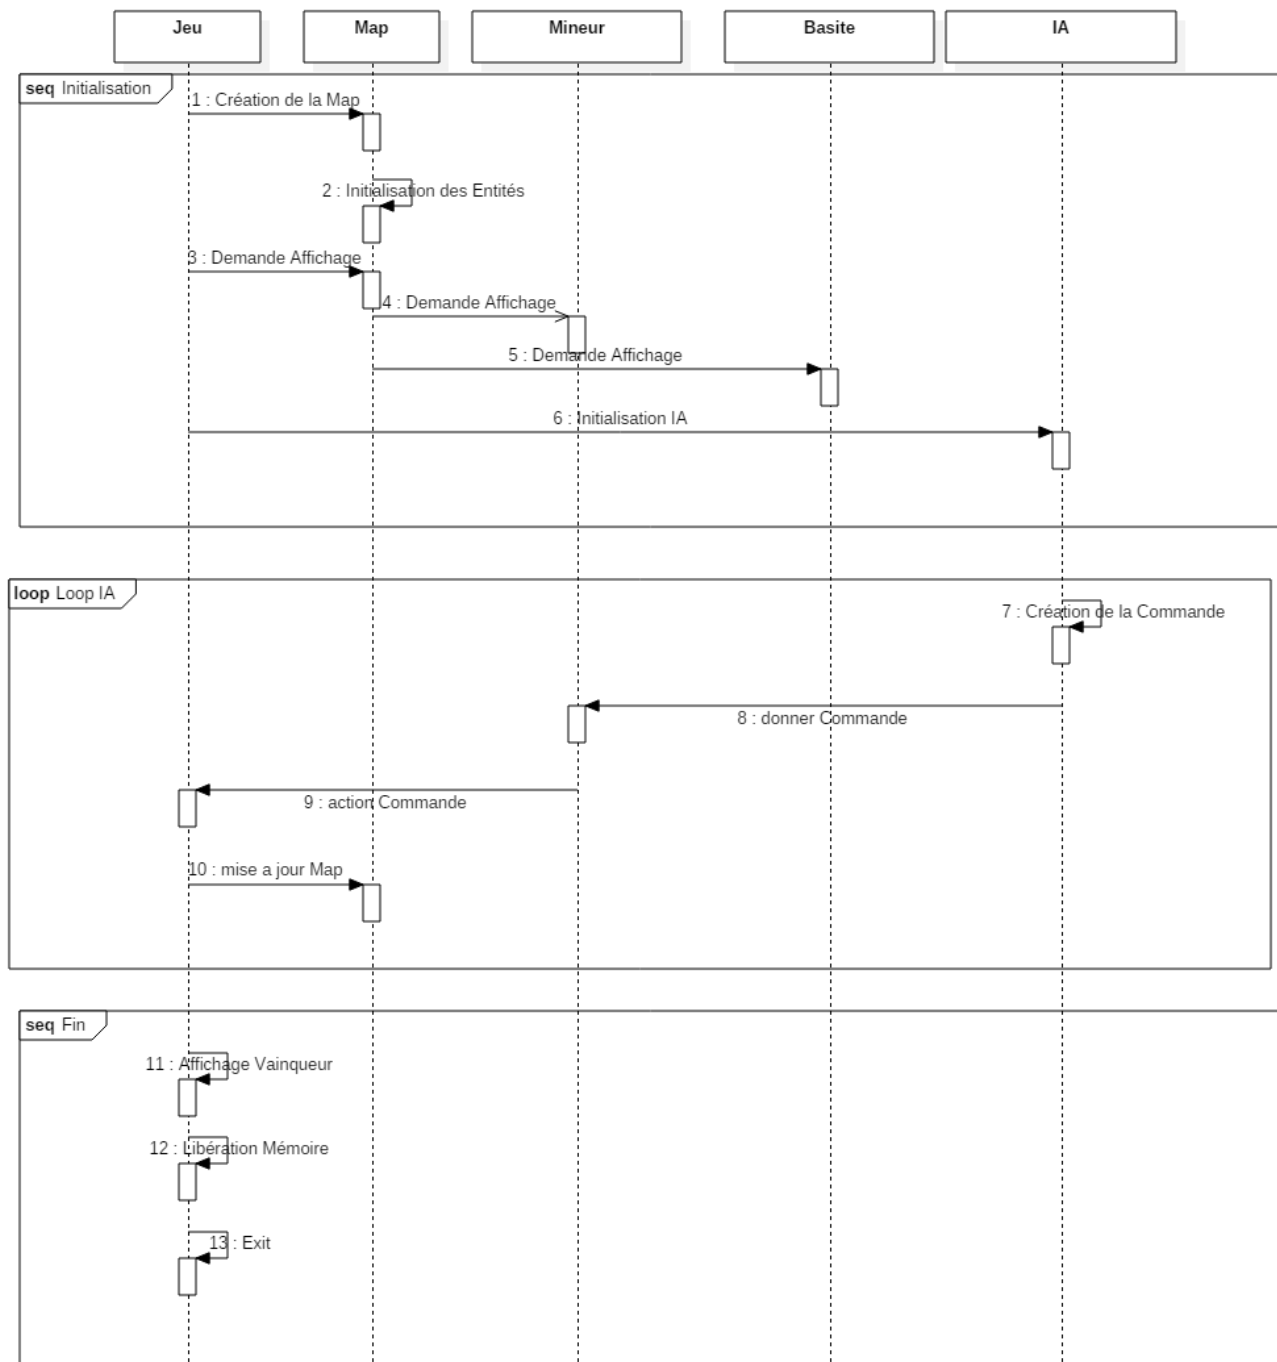 Jeu
Map
Mineur
Basite
IA
seq Initialisation
1 : Création de la Map
2 : Initialisation des Entités
3 : Demande Affichage
4 : Demande Affichage
5 : Demande Affichage
6 : Initialisation IA
loop Loop IA
7 : Création de la Commande
8 : donner Commande
9 : action Commande
10 : mise a jour Map
seq Fin
11 : Affichage Vainqueur
12 : Libération Mémoire
13 : Exit